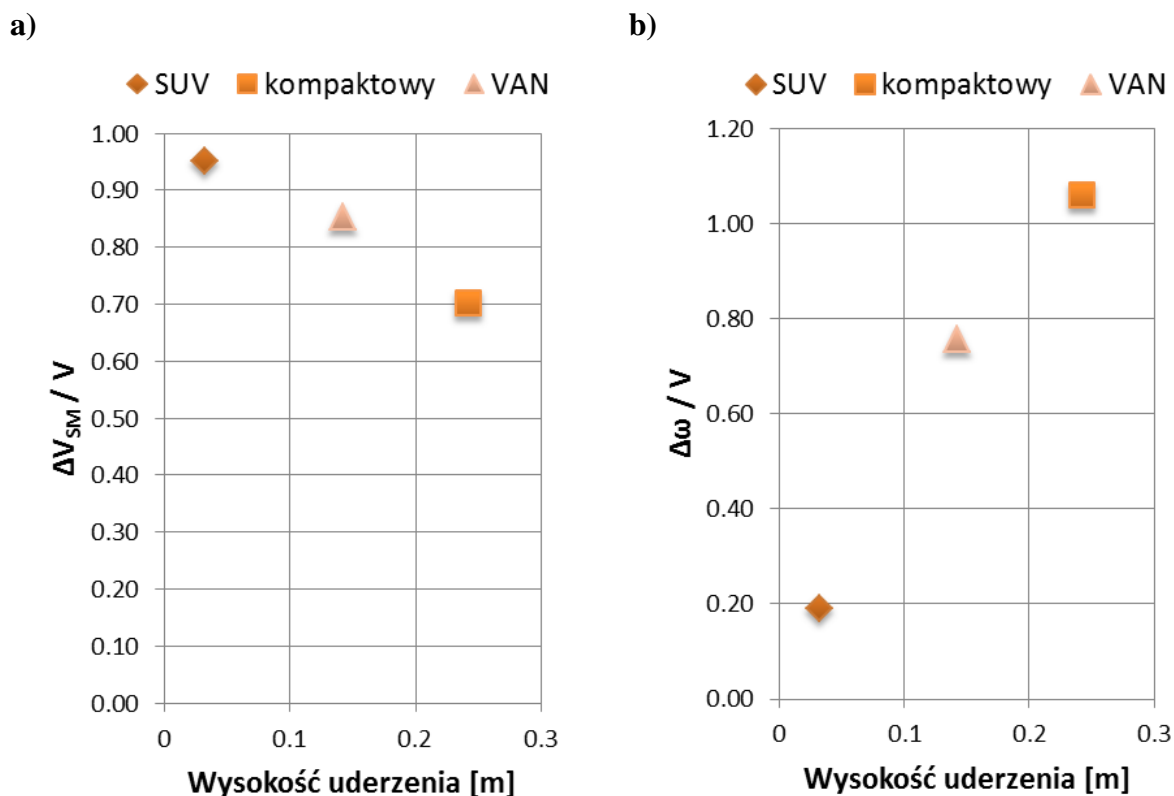 a)
SUV kompaktowy VAN
1.00
0.90
0.80
0.70
0.60
0.50
0.40
0.30
0.20
0.10
0.00
ΔV_SM / V
0 0.1 0.2 0.3
Wysokość uderzenia [m]
b)
SUV kompaktowy VAN
1.20
1.00
0.80
0.60
0.40
0.20
0.00
Δω / V
0 0.1 0.2 0.3
Wysokość uderzenia [m]